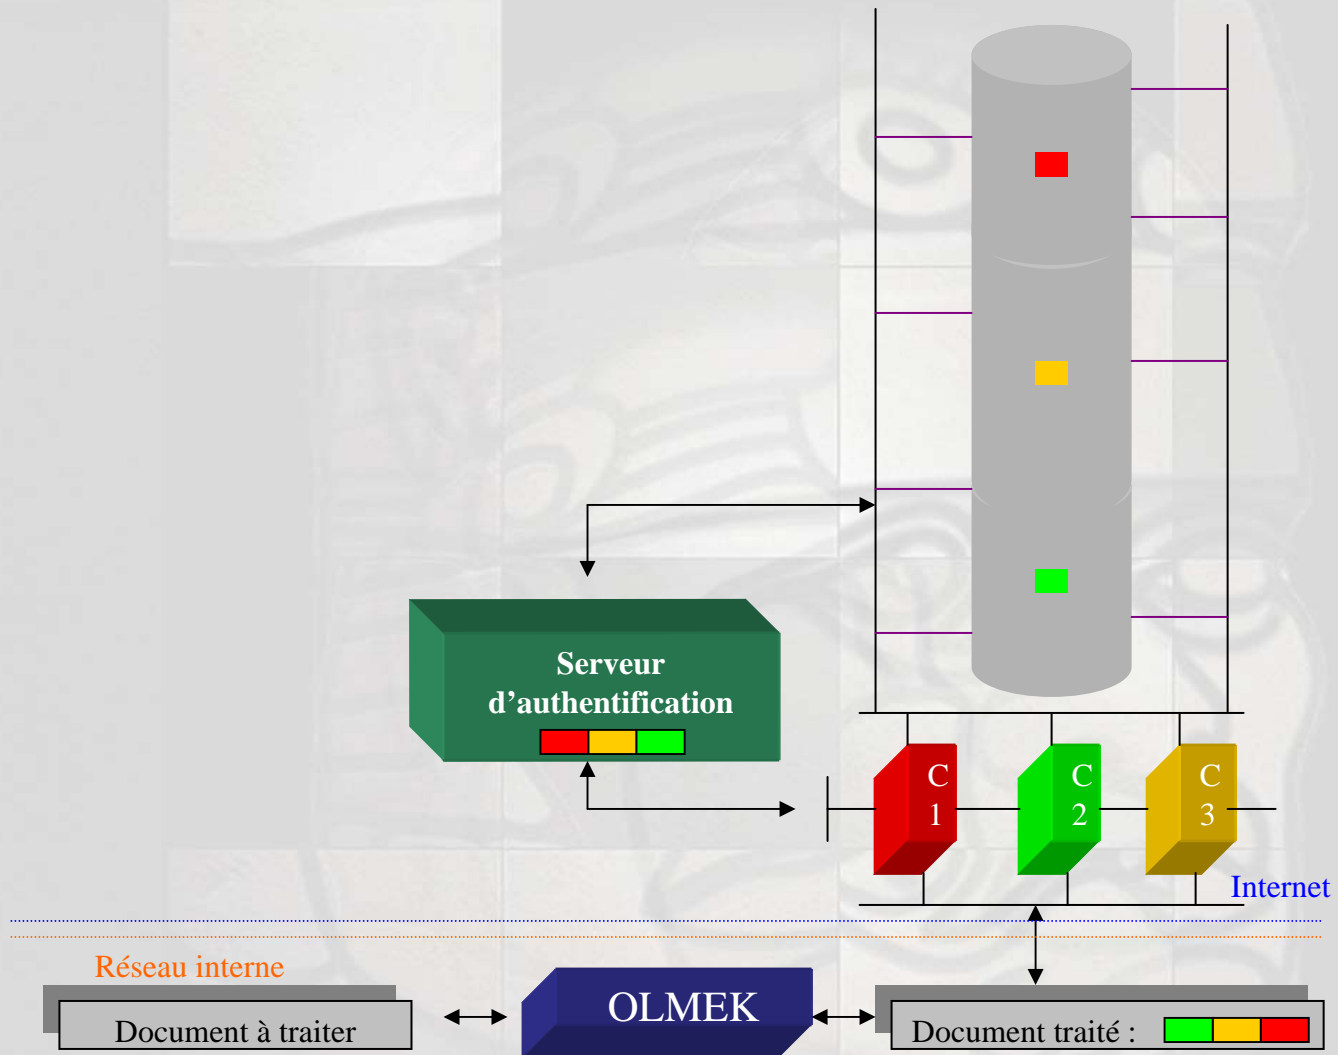 Serveur
d’authentification
C
1
C
2
C
3
Internet
Réseau interne
Document à traiter
OLMEK
Document traité :